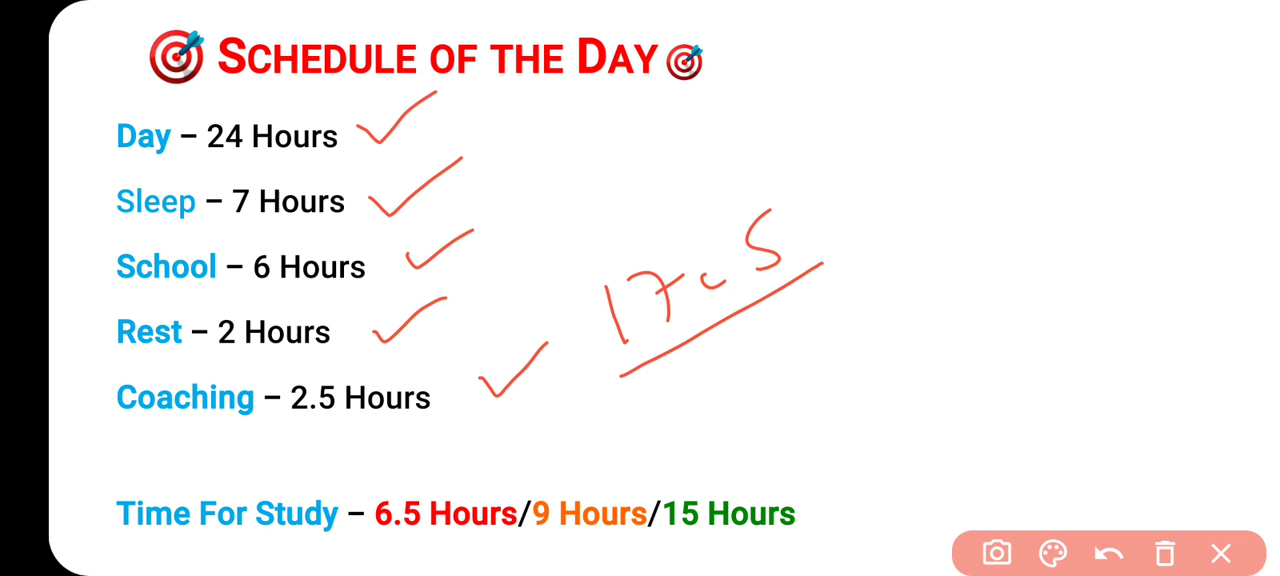 SCHEDULE OF THE DAY
Day – 24 Hours
Sleep – 7 Hours
School – 6 Hours
Rest – 2 Hours
Coaching – 2.5 Hours
17.5
Time For Study – 6.5 Hours/9 Hours/15 Hours